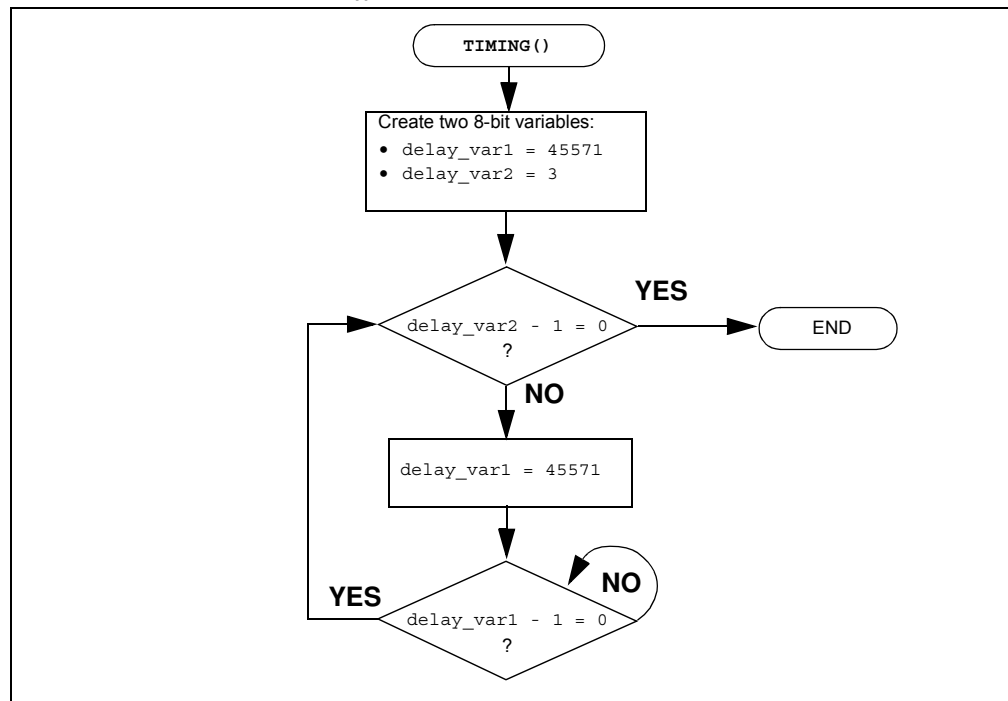 TIMING()
Create two 8-bit variables:
• delay_var1 = 45571
• delay_var2 = 3
delay_var2 - 1 = 0
?
YES
END
NO
delay_var1 = 45571
delay_var1 - 1 = 0
?
YES
NO